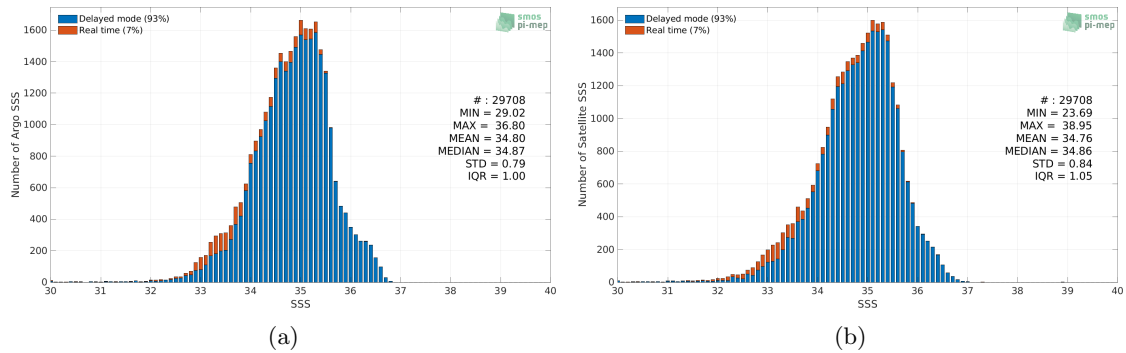 Delayed mode (93%)
Real time (7%)
smos
pi-mep
1600
1400
1200
1000
800
600
400
200
0
Number of Argo SSS
# : 29708
MIN = 29.02
MAX = 36.80
MEAN = 34.80
MEDIAN = 34.87
STD = 0.79
IQR = 1.00
30 31 32 33 34 35 36 37 38 39 40
SSS
(a)
Delayed mode (93%)
Real time (7%)
smos
pi-mep
1600
1400
1200
1000
800
600
400
200
0
Number of Satellite SSS
# : 29708
MIN = 23.69
MAX = 38.95
MEAN = 34.76
MEDIAN = 34.86
STD = 0.84
IQR = 1.05
30 31 32 33 34 35 36 37 38 39 40
SSS
(b)